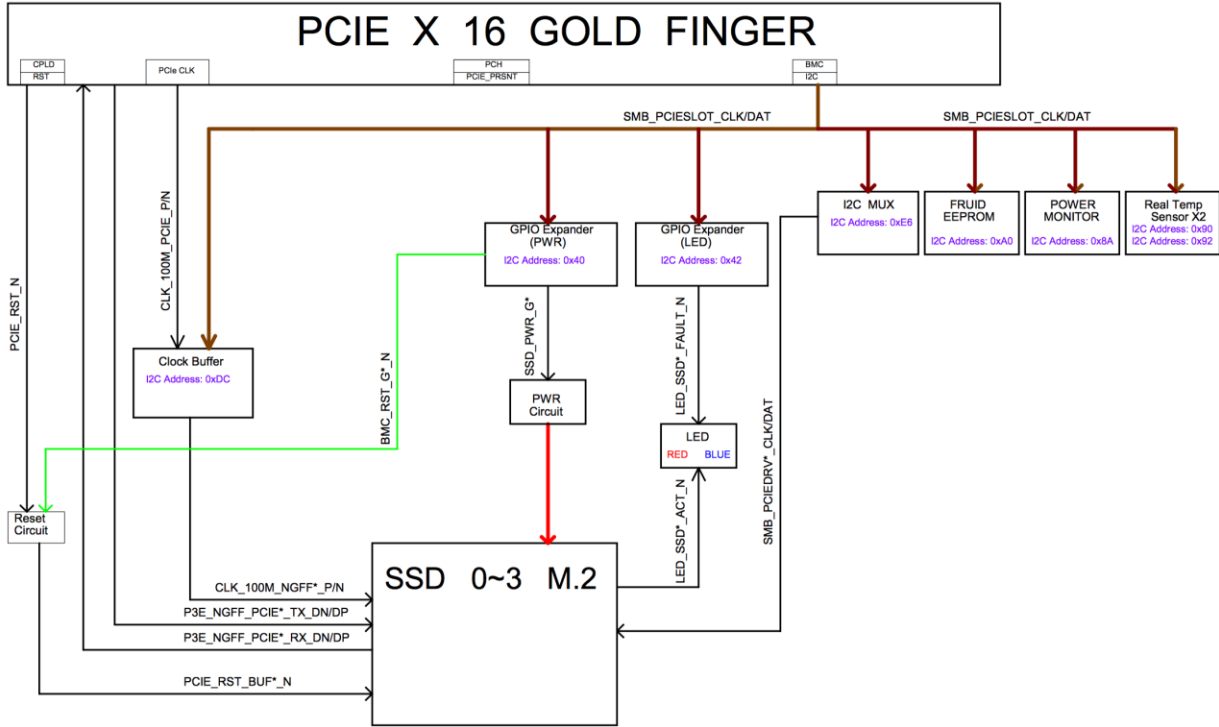 PCIE X 16 GOLD FINGER
CPLD
RST
PCIe CLK
PCH
PCIE_PRSNT
BMC
I2C
SMB_PCIESLOT_CLK/DAT
SMB_PCIESLOT_CLK/DAT
PCIE_RST_N
CLK_100M_PCIE_P/N
GPIO Expander
(PWR)
I2C Address: 0x40
GPIO Expander
(LED)
I2C Address: 0x42
I2C MUX
I2C Address: 0xE6
FRUID
EEPROM
I2C Address: 0xA0
POWER
MONITOR
I2C Address: 0x8A
Real Temp
Sensor X2
I2C Address: 0x90
I2C Address: 0x92
Clock Buffer
I2C Address: 0xDC
BMC_RST_G*_N
SSD_PWR_G*
PWR
Circuit
LED_SSD*_FAULT_N
LED
RED BLUE
LED_SSD*_ACT_N
SMB_PCIEDRV*_CLK/DAT
Reset
Circuit
SSD 0~3 M.2
CLK_100M_NGFF*_P/N
P3E_NGFF_PCIE*_TX_DN/DP
P3E_NGFF_PCIE*_RX_DN/DP
PCIE_RST_BUF*_N